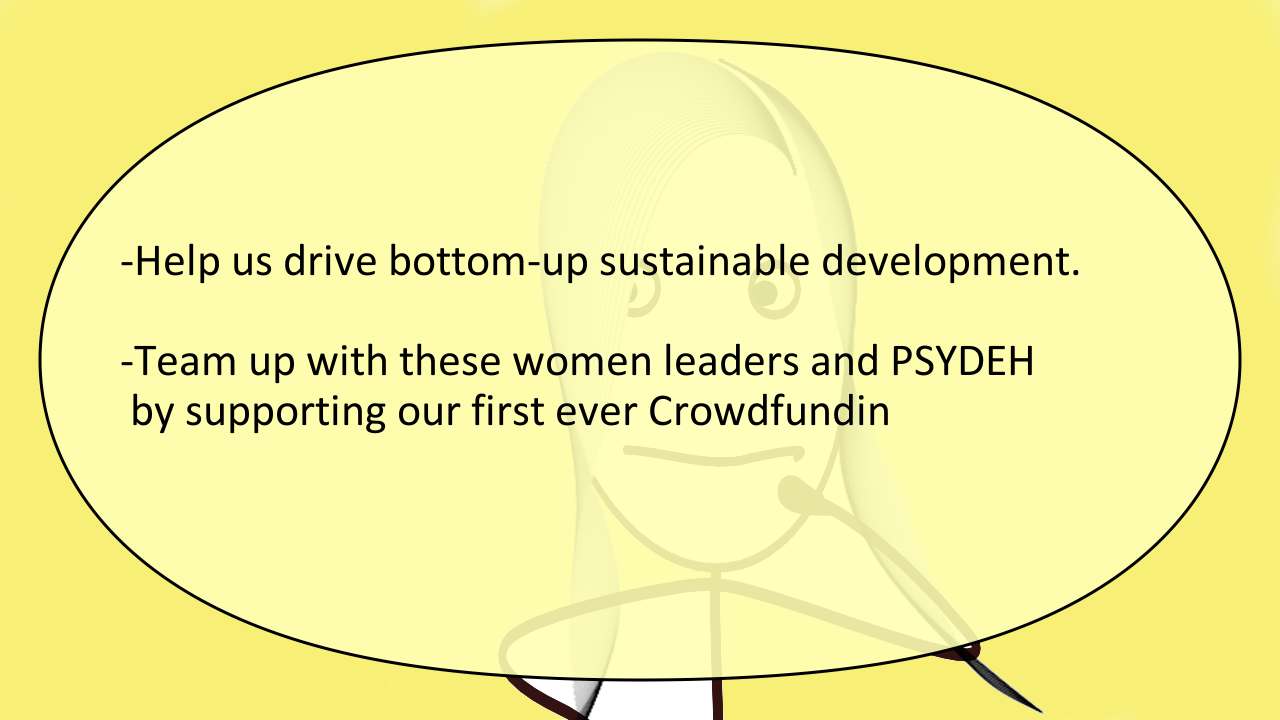 -Help us drive bottom-up sustainable development.
-Team up with these women leaders and PSYDEH
by supporting our first ever Crowdfundin